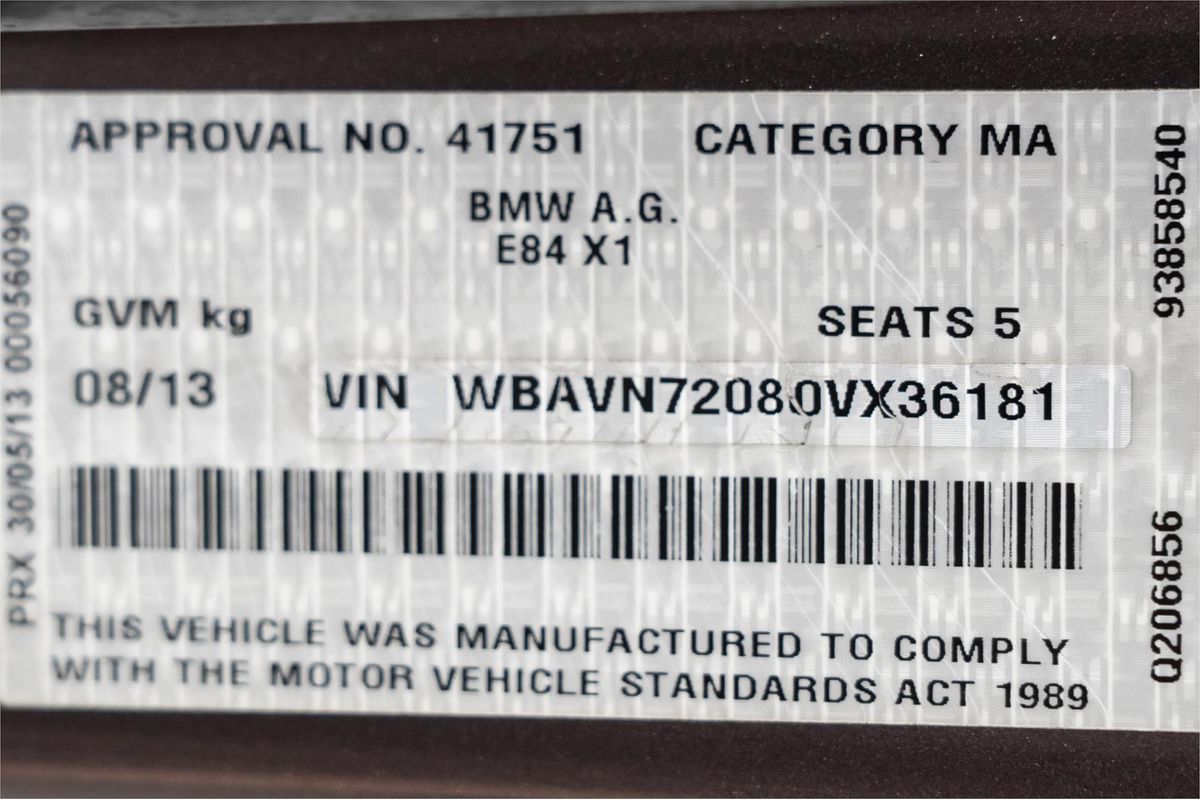 APPROVAL NO. 41751 CATEGORY MA
BMW A.G.
E84 X1
GVM kg
SEATS 5
08/13 VIN WBAVN72080VX36181
THIS VEHICLE WAS MANUFACTURED TO COMPLY
WITH THE MOTOR VEHICLE STANDARDS ACT 1989
PRX 30/05/13 00056090
93858540
Q206856